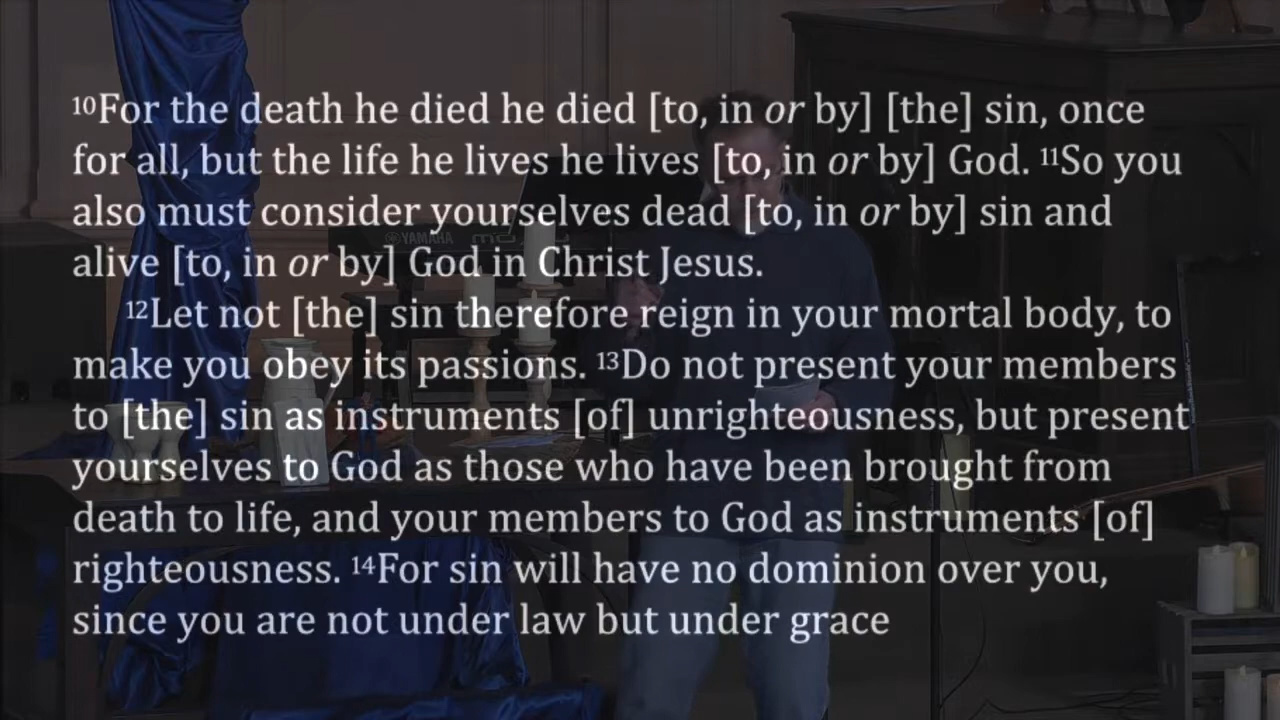 ¹⁰For the death he died he died [to, in or by] [the] sin, once
for all, but the life he lives he lives [to, in or by] God. ¹¹So you
also must consider yourselves dead [to, in or by] sin and
alive [to, in or by] God in Christ Jesus.
¹²Let not [the] sin therefore reign in your mortal body, to
make you obey its passions. ¹³Do not present your members
to [the] sin as instruments [of] unrighteousness, but present
yourselves to God as those who have been brought from
death to life, and your members to God as instruments [of]
righteousness. ¹⁴For sin will have no dominion over you,
since you are not under law but under grace
YAMAHA